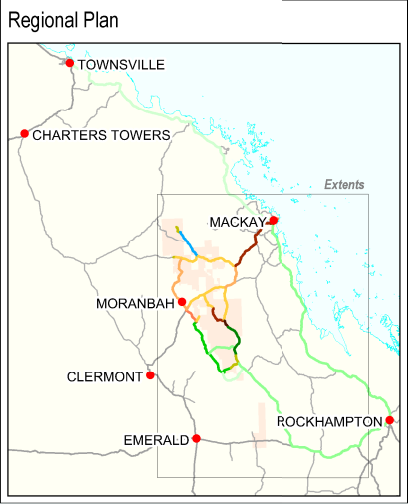 Regional Plan
TOWNSVILLE
CHARTERS TOWERS
Extents
MACKAY
MORANBAH
CLERMONT
ROCKHAMPTON
EMERALD